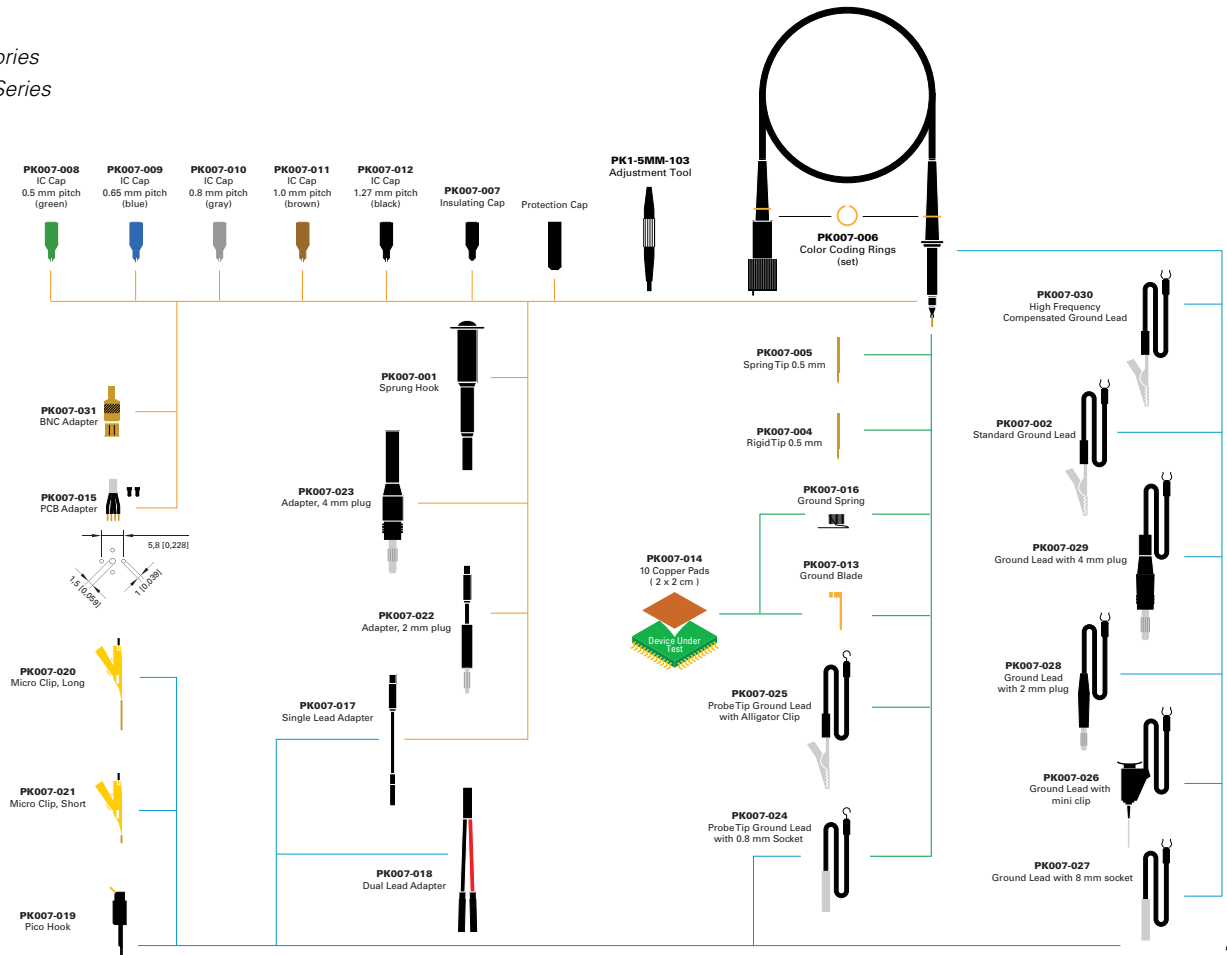 ories
Series
PK007-008
IC Cap
0.5 mm pitch
(green)
PK007-009
IC Cap
0.65 mm pitch
(blue)
PK007-010
IC Cap
0.8 mm pitch
(gray)
PK007-011
IC Cap
1.0 mm pitch
(brown)
PK007-012
IC Cap
1.27 mm pitch
(black)
PK007-007
Insulating Cap
Protection Cap
PK1-5MM-103
Adjustment Tool
PK007-006
Color Coding Rings
(set)
PK007-030
High Frequency
Compensated Ground Lead
PK007-001
Sprung Hook
PK007-005
Spring Tip 0.5 mm
PK007-031
BNC Adapter
PK007-004
Rigid Tip 0.5 mm
PK007-002
Standard Ground Lead
PK007-023
Adapter, 4 mm plug
PK007-015
PCB Adapter
5,8 [0,228]
1,5 [0,059]
1 [0,039]
PK007-016
Ground Spring
PK007-014
10 Copper Pads
( 2 x 2 cm )
Device Under
Test
PK007-013
Ground Blade
PK007-029
Ground Lead with 4 mm plug
PK007-022
Adapter, 2 mm plug
PK007-020
Micro Clip, Long
PK007-017
Single Lead Adapter
PK007-025
Probe Tip Ground Lead
with Alligator Clip
PK007-028
Ground Lead
with 2 mm plug
PK007-021
Micro Clip, Short
PK007-026
Ground Lead with
mini clip
PK007-024
Probe Tip Ground Lead
with 0.8 mm Socket
PK007-018
Dual Lead Adapter
PK007-027
Ground Lead with 8 mm socket
PK007-019
Pico Hook